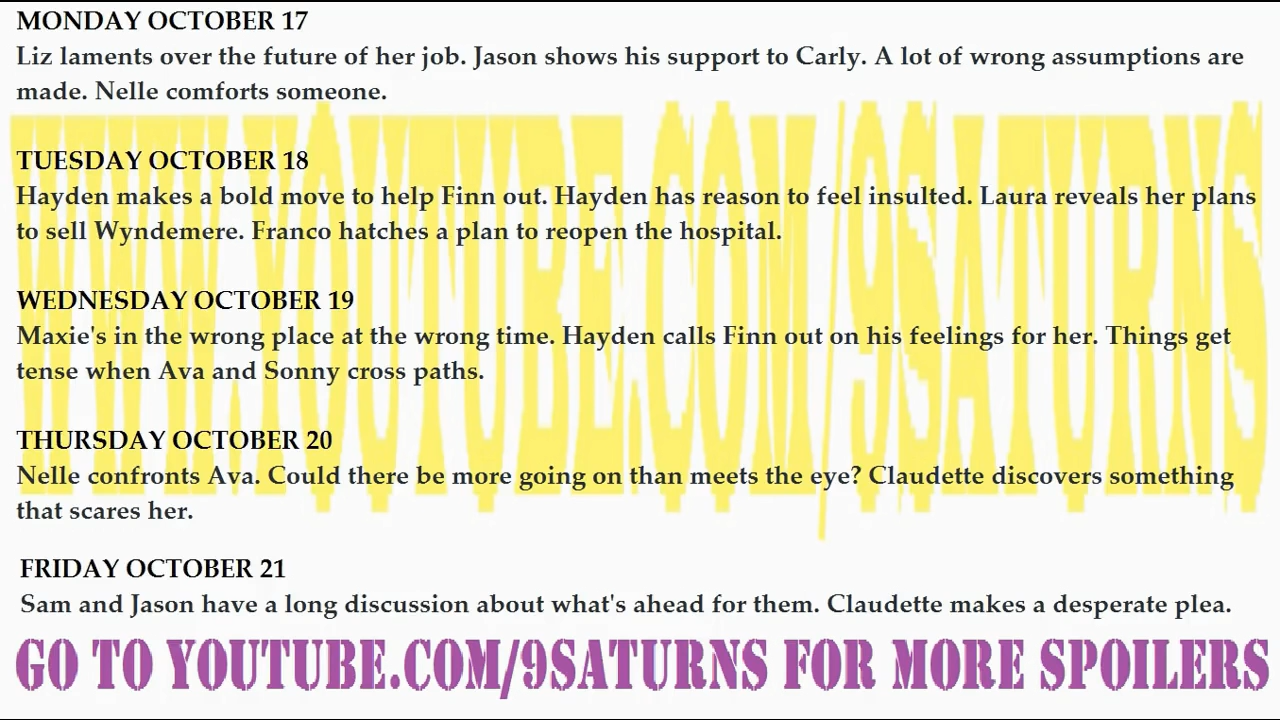 MONDAY OCTOBER 17
Liz laments over the future of her job. Jason shows his support to Carly. A lot of wrong assumptions are
made. Nelle comforts someone.
WWW.YOUTUBE.COM/9SATURNS
TUESDAY OCTOBER 18
Hayden makes a bold move to help Finn out. Hayden has reason to feel insulted. Laura reveals her plans
to sell Wyndemere. Franco hatches a plan to reopen the hospital.
WEDNESDAY OCTOBER 19
Maxie's in the wrong place at the wrong time. Hayden calls Finn out on his feelings for her. Things get
tense when Ava and Sonny cross paths.
THURSDAY OCTOBER 20
Nelle confronts Ava. Could there be more going on than meets the eye? Claudette discovers something
that scares her.
FRIDAY OCTOBER 21
Sam and Jason have a long discussion about what's ahead for them. Claudette makes a desperate plea.
GO TO YOUTUBE.COM/9SATURNS FOR MORE SPOILERS